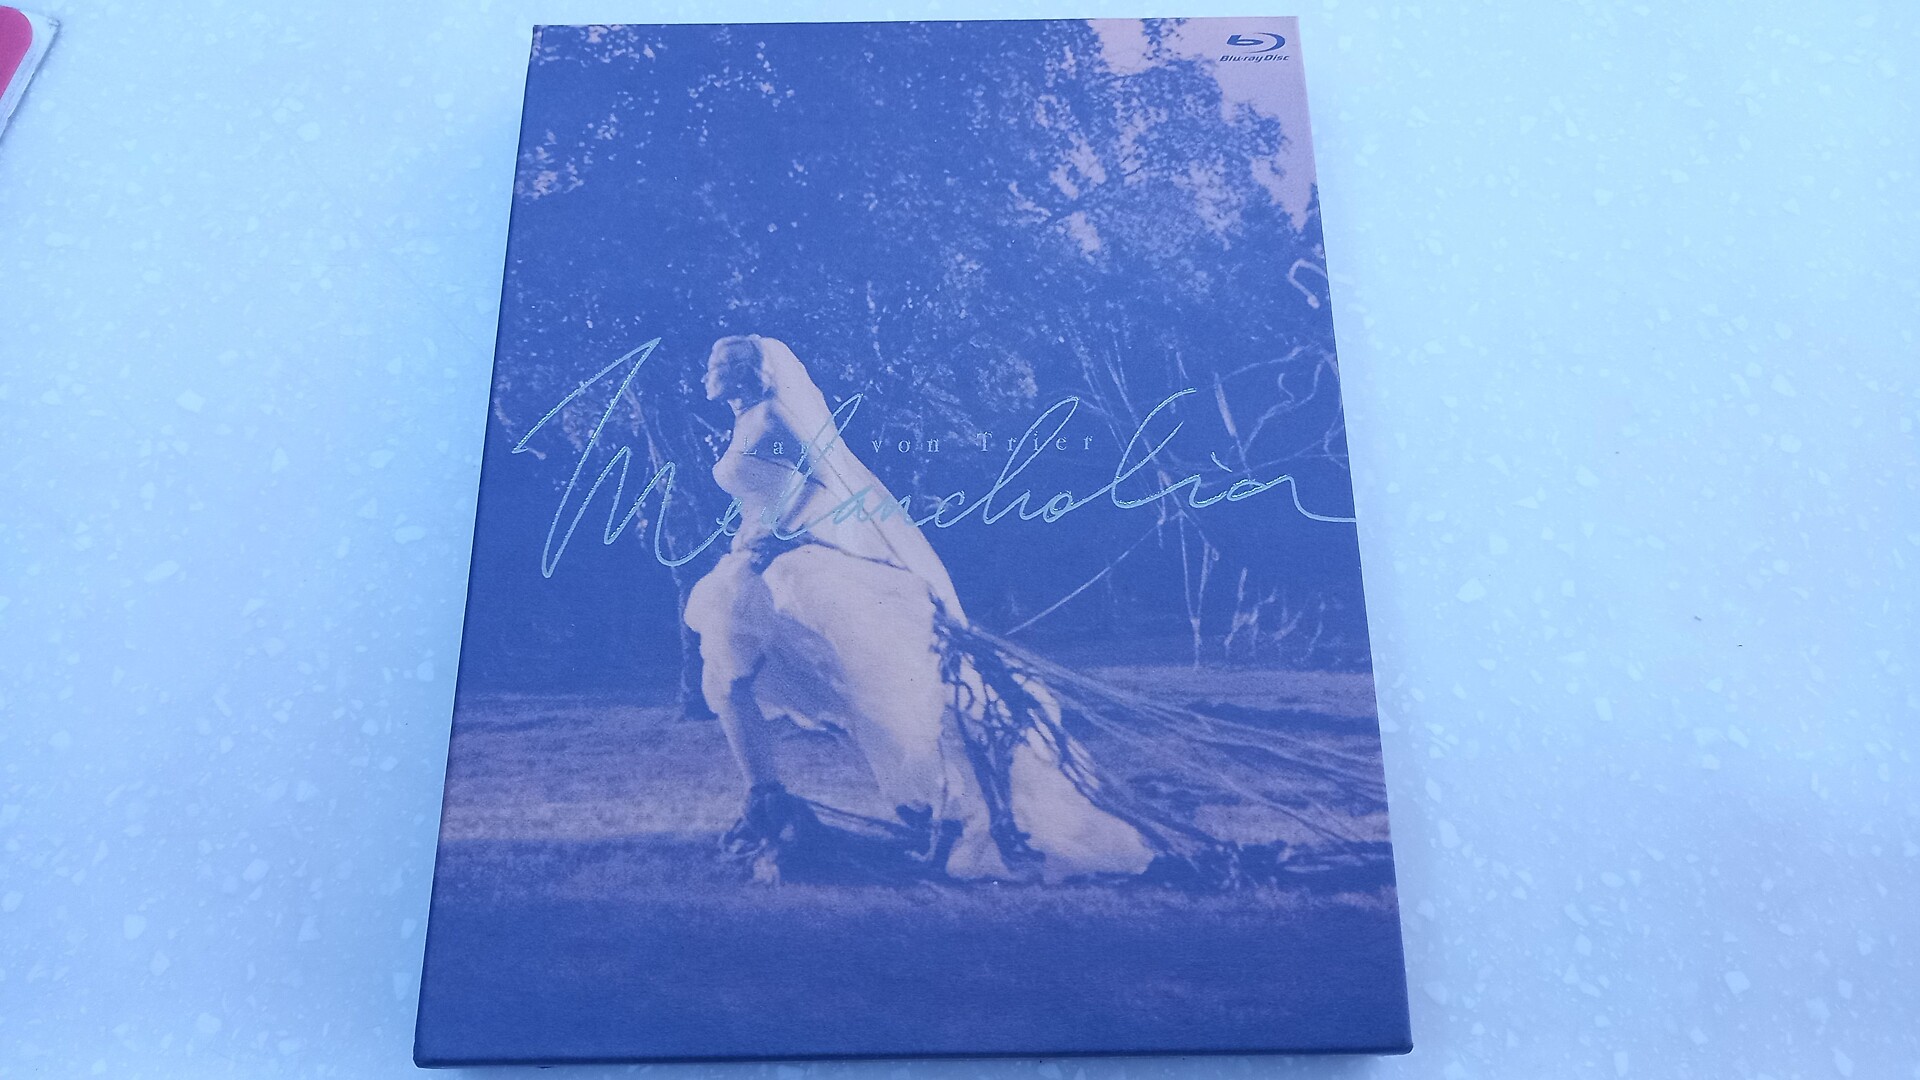 Blu-ray Disc
Lars von Trier
Melancholia